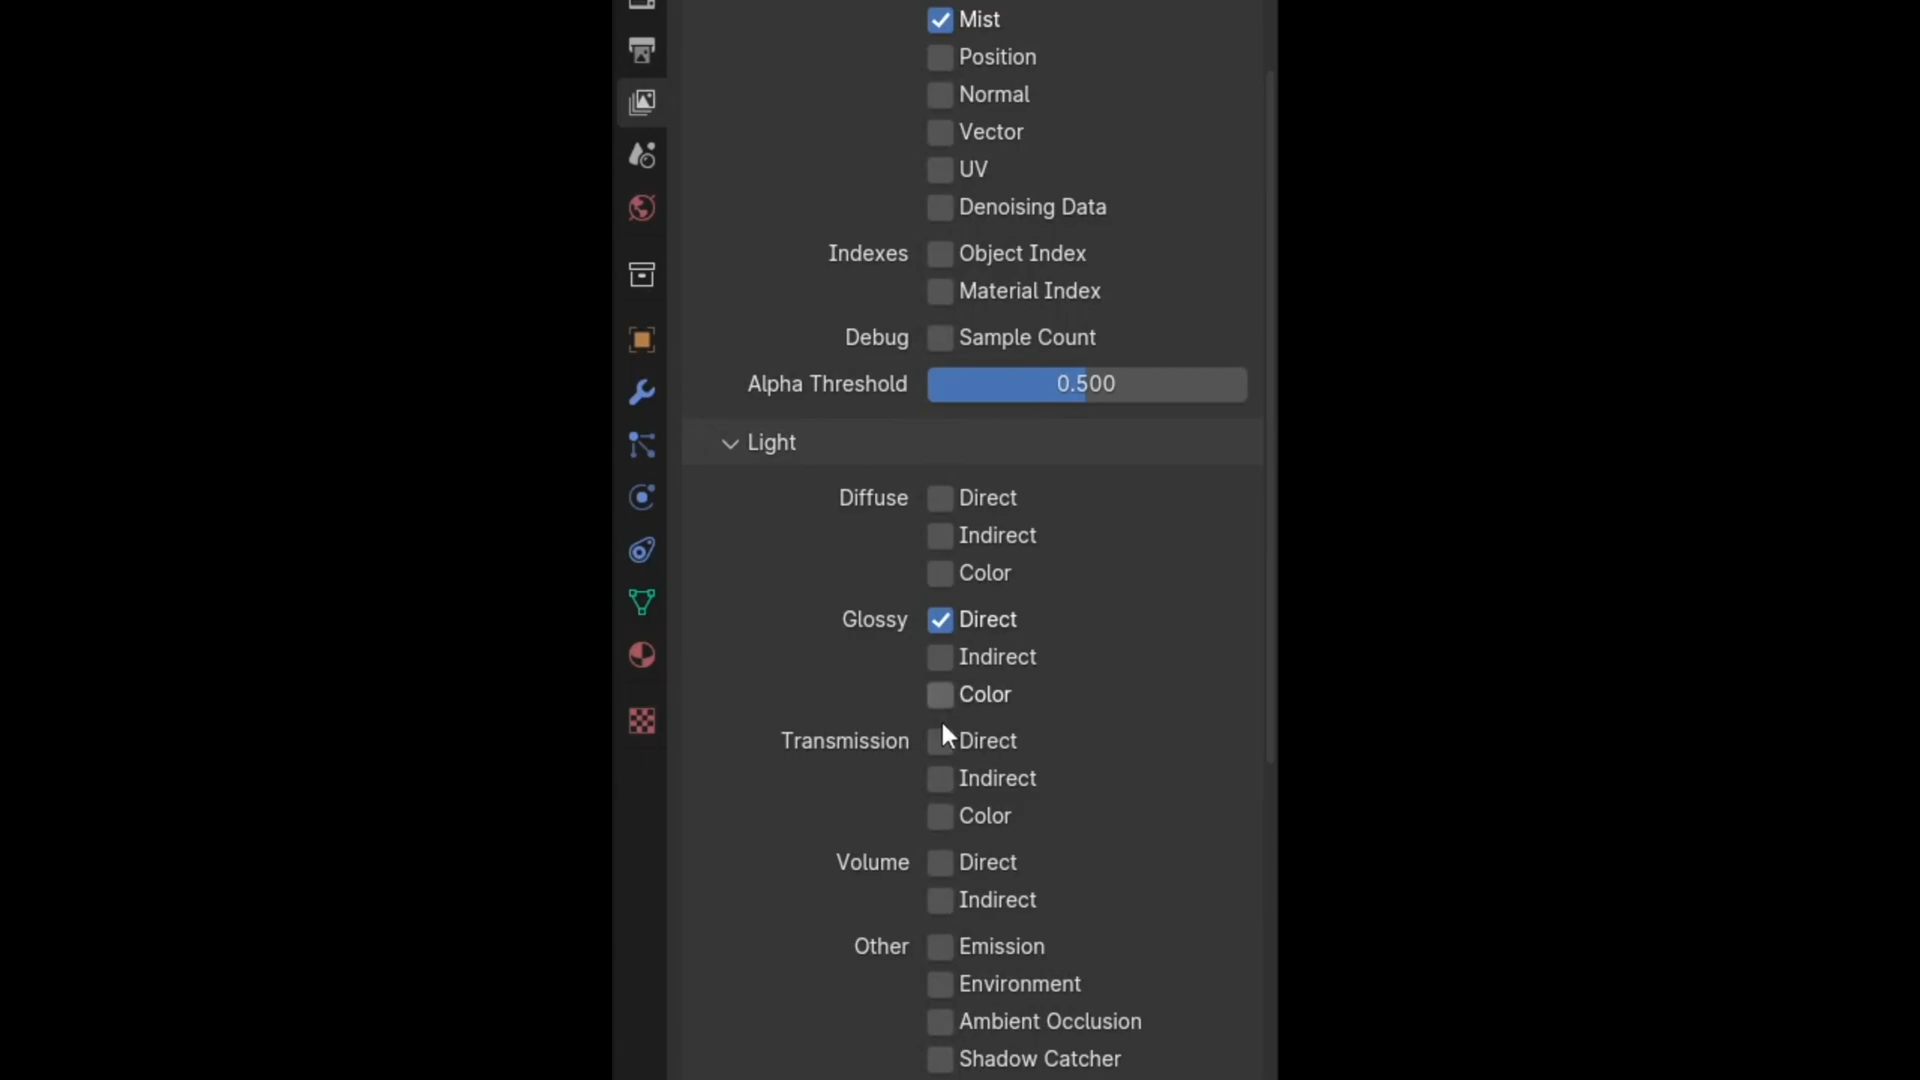 Mist
Position
Normal
Vector
UV
Denoising Data
Indexes Object Index
Material Index
Debug Sample Count
Alpha Threshold 0.500
Light
Diffuse Direct
Indirect
Color
Glossy Direct
Indirect
Color
Transmission Direct
Indirect
Color
Volume Direct
Indirect
Other Emission
Environment
Ambient Occlusion
Shadow Catcher